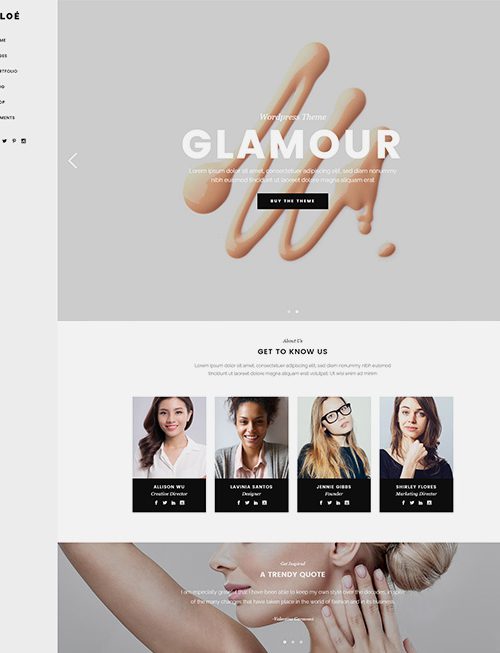 LOÉ
ME
GES
RTFOLIO
OG
OP
EMENTS
Wordpress Theme
GLAMOUR
Lorem ipsum dolor sit amet, consectetuer adipiscing elit, sed diam nonummy
nibh euismod tincidunt ut laoreet dolore magna aliquam erat
BUY THE THEME
About Us
GET TO KNOW US
Lorem ipsum dolor sit amet, consectetuer adipiscing elit, sed diam nonummy nibh euismod
tincidunt ut laoreet dolore magna aliquam erat volutpat. Ut wisi enim ad minim
ALLISON WU
Creative Director
LAVINIA SANTOS
Designer
JENNIE GIBBS
Founder
SHIRLEY FLORES
Marketing Director
Get Inspired
A TRENDY QUOTE
I am especially grateful that I have been able to keep my own style over the decades, in spite
of the many changes that have taken place in the world of fashion and in its business.
-Valentino Garavani